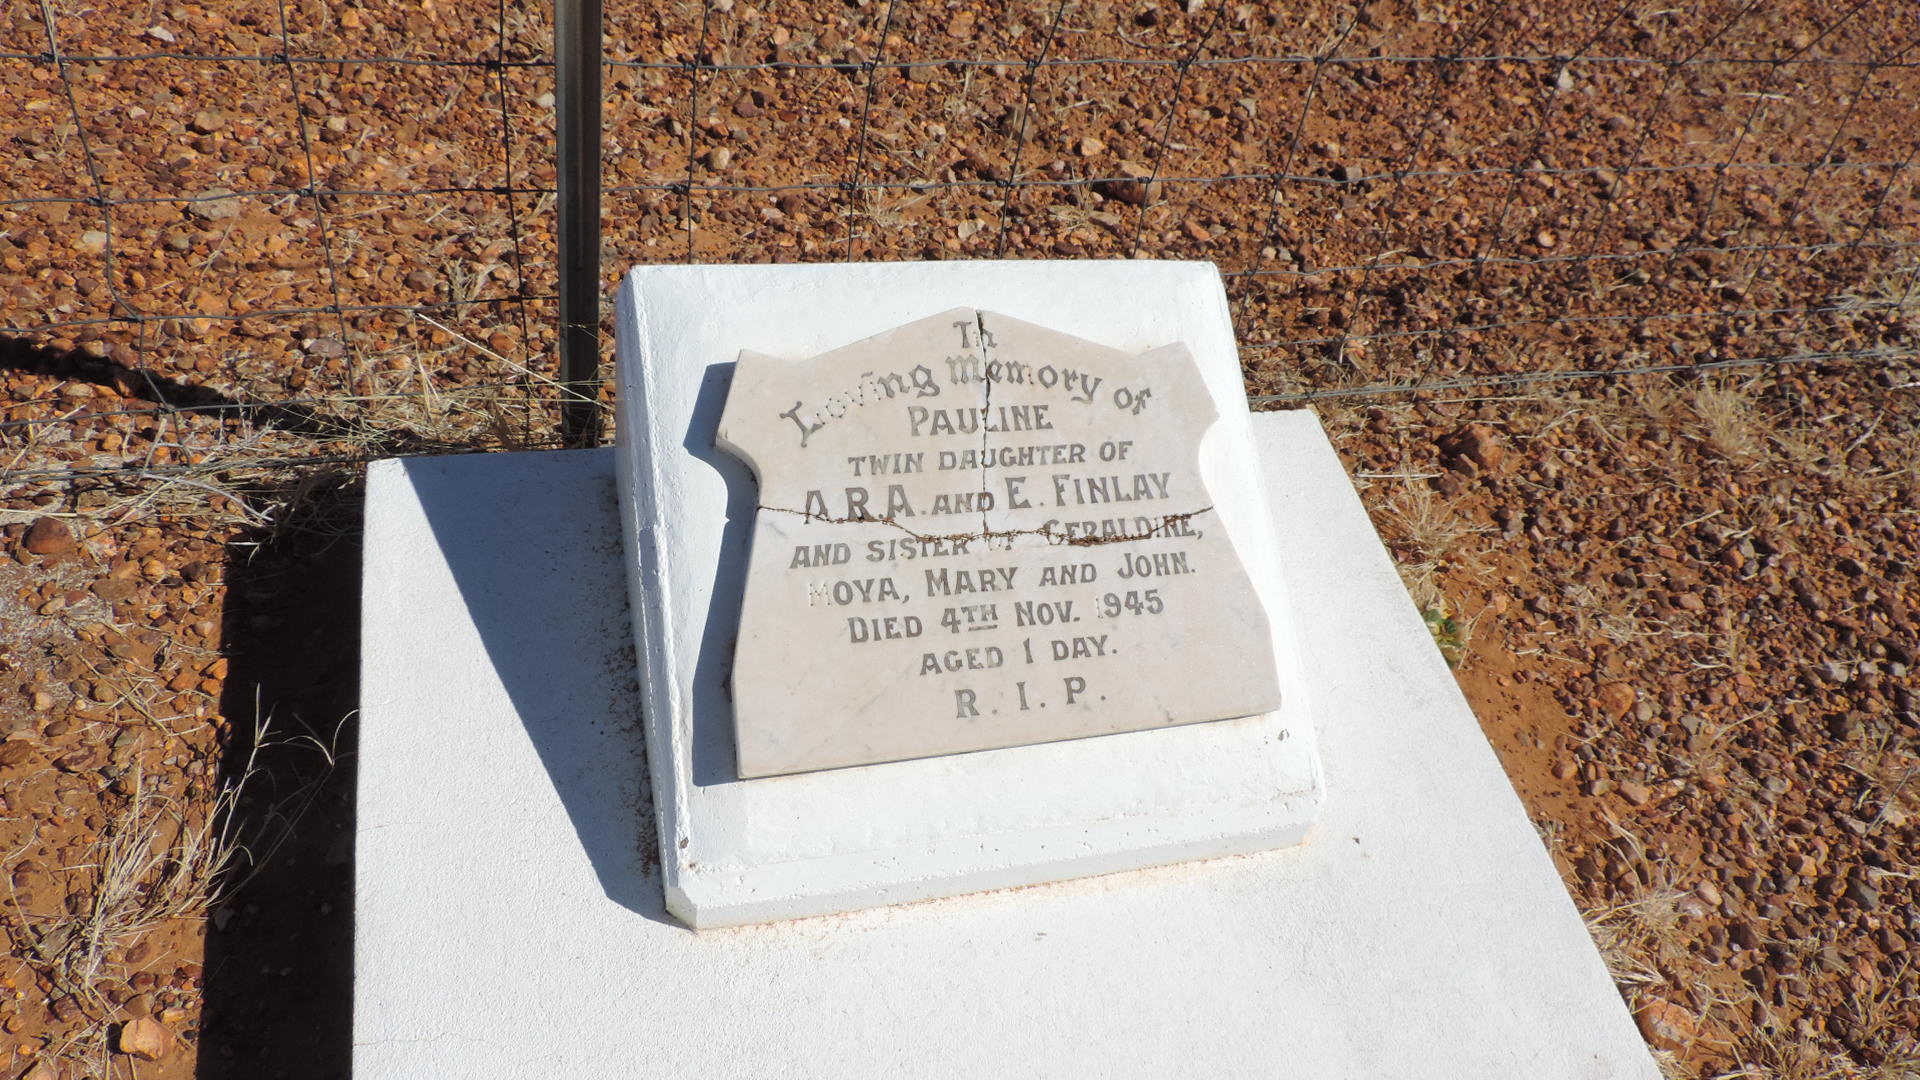 In
Loving Memory of
PAULINE
TWIN DAUGHTER OF
A.R.A. AND E. FINLAY
AND SISTER OF GERALDINE,
MOYA, MARY AND JOHN.
DIED 4TH NOV. 1945
AGED 1 DAY.
R. I. P.